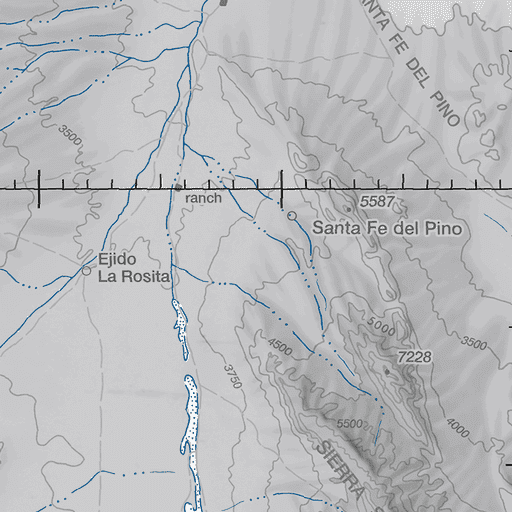 SANTA FE DEL PINO
3500
5587
ranch
Santa Fe del Pino
Ejido
La Rosita
5000
3500
4500
7228
3750
4000
5500
SIERRA